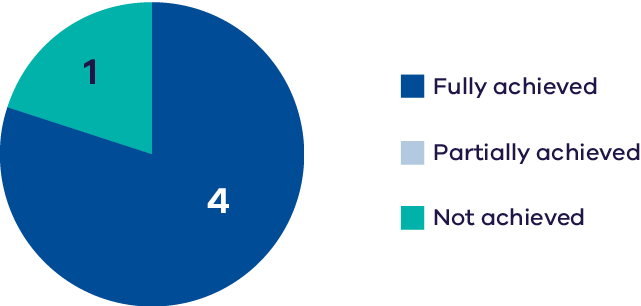 1
4
Fully achieved
Partially achieved
Not achieved